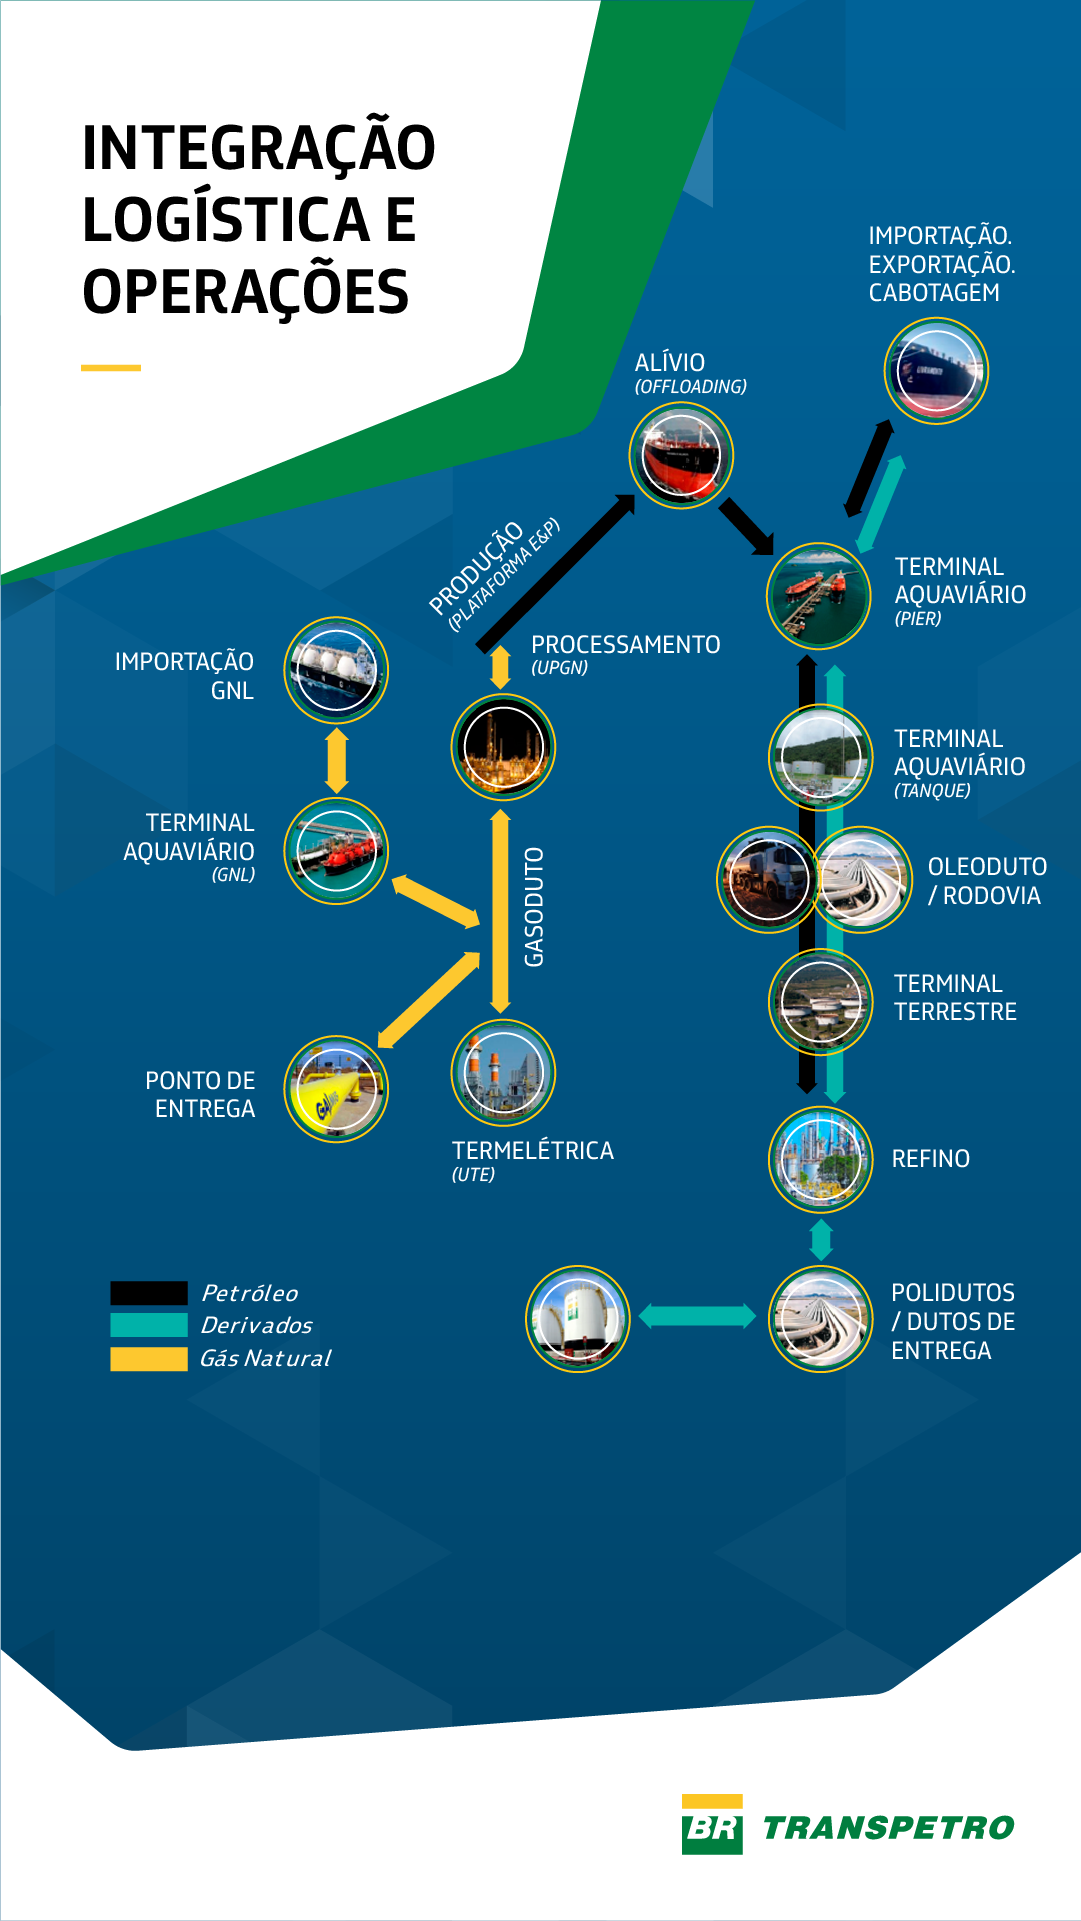 INTEGRAÇÃO
LOGÍSTICA E
OPERAÇÕES
IMPORTAÇÃO.
EXPORTAÇÃO.
CABOTAGEM
ALÍVIO
(OFFLOADING)
PRODUÇÃO
(PLATAFORMA E&P)
TERMINAL
AQUAVIÁRIO
(PIER)
PROCESSAMENTO
(UPGN)
IMPORTAÇÃO
GNL
LNG
TERMINAL
AQUAVIÁRIO
(TANQUE)
TERMINAL
AQUAVIÁRIO
(GNL)
GASODUTO
OLEODUTO
/ RODOVIA
TERMINAL
TERRESTRE
PONTO DE
ENTREGA
TERMELÉTRICA
(UTE)
REFINO
POLIDUTOS
/ DUTOS DE
ENTREGA
Petróleo
Derivados
Gás Natural
BR TRANSPETRO